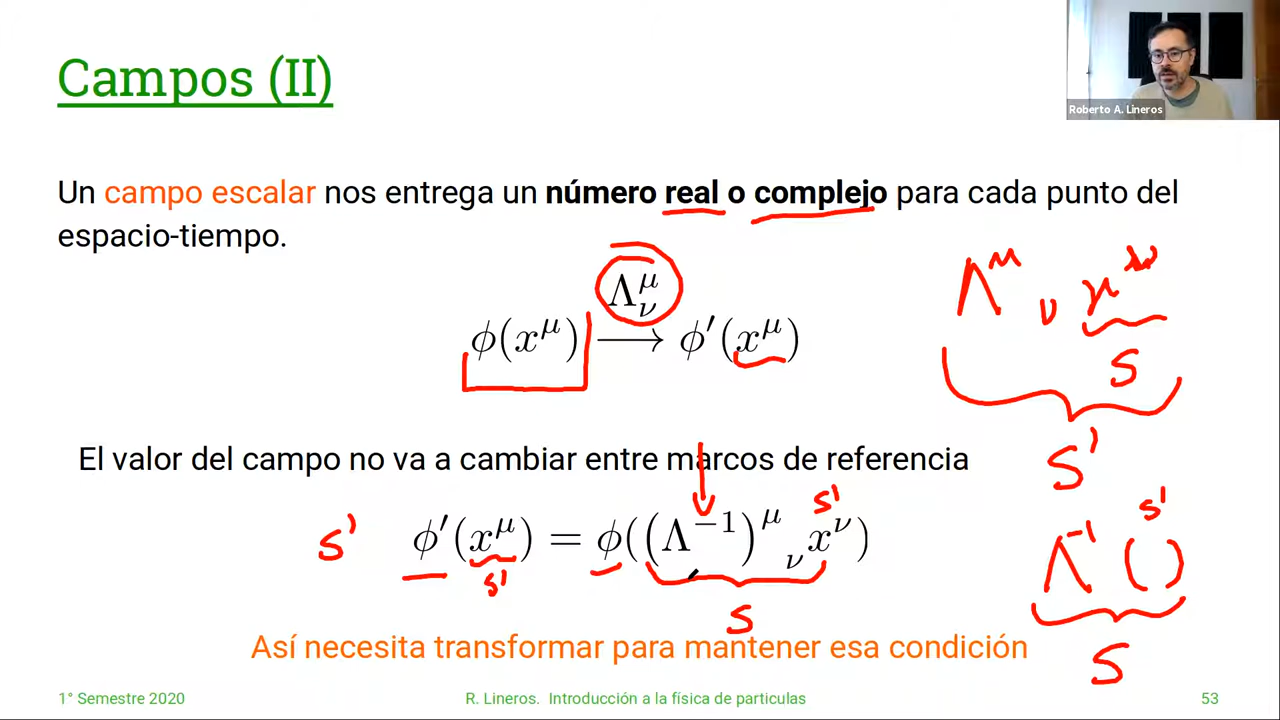 Campos (II)
Roberto A. Lineros
Un campo escalar nos entrega un número real o complejo para cada punto del
espacio-tiempo.
Λ^μ_ν
ϕ(x^μ) ⟶ ϕ′(x^μ)
Λ^μ_ν x^ν
S
S'
El valor del campo no va a cambiar entre marcos de referencia
S'
S' ϕ′(x^μ) = ϕ((Λ^−1)^μ_ν x^ν)
S'
S
S'
Λ^-1 ( )
S
Así necesita transformar para mantener esa condición
1° Semestre 2020
R. Lineros. Introducción a la física de particulas
53